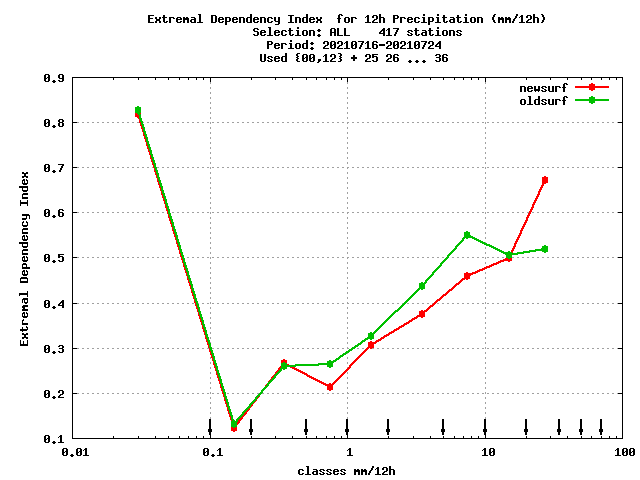 Extremal Dependency Index  for 12h Precipitation (mm/12h)
Selection: ALL    417 stations
Period: 20210716-20210724
Used {00,12} + 25 26 ... 36
newsurf
oldsurf
Extremal Dependency Index
0.9
0.8
0.7
0.6
0.5
0.4
0.3
0.2
0.1
0.01 0.1 1 10 100
classes mm/12h